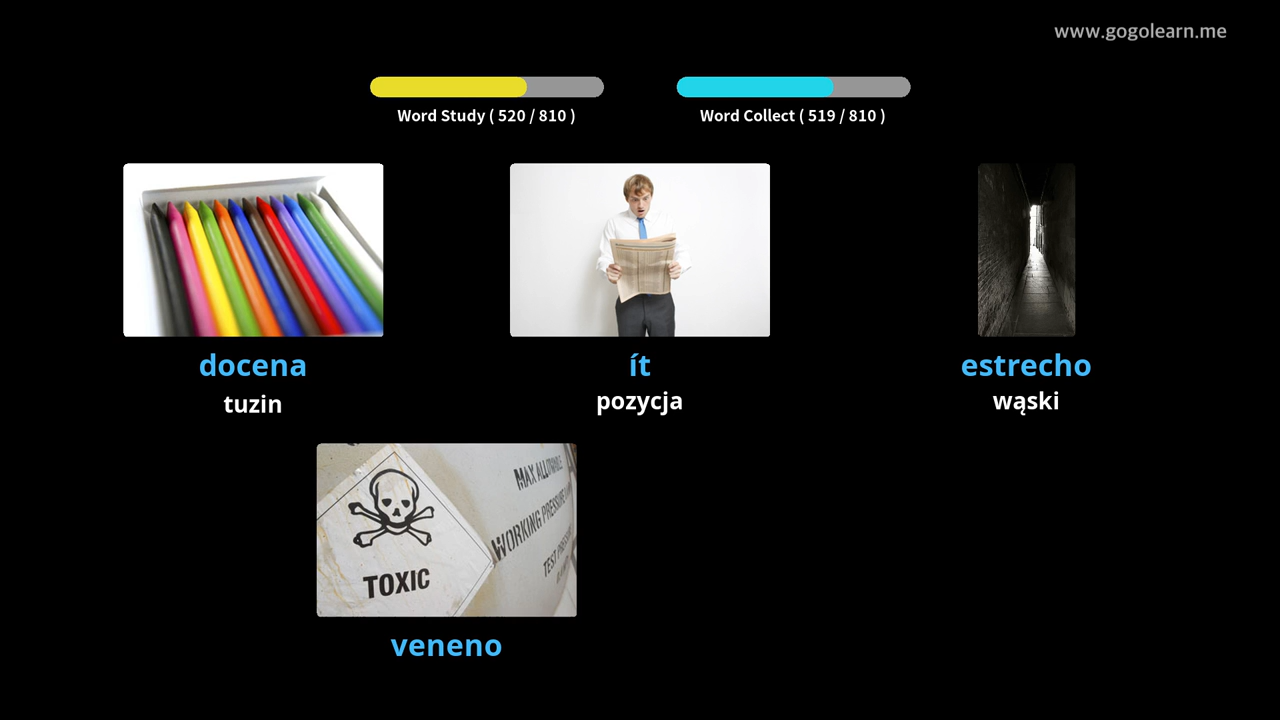 www.gogolearn.me
Word Study ( 520 / 810 )
Word Collect ( 519 / 810 )
docena
tuzin
ít
pozycja
estrecho
wąski
MAX ALLOWABLE
WORKING PRESSURE
TEST PRESSURE
TOXIC
veneno